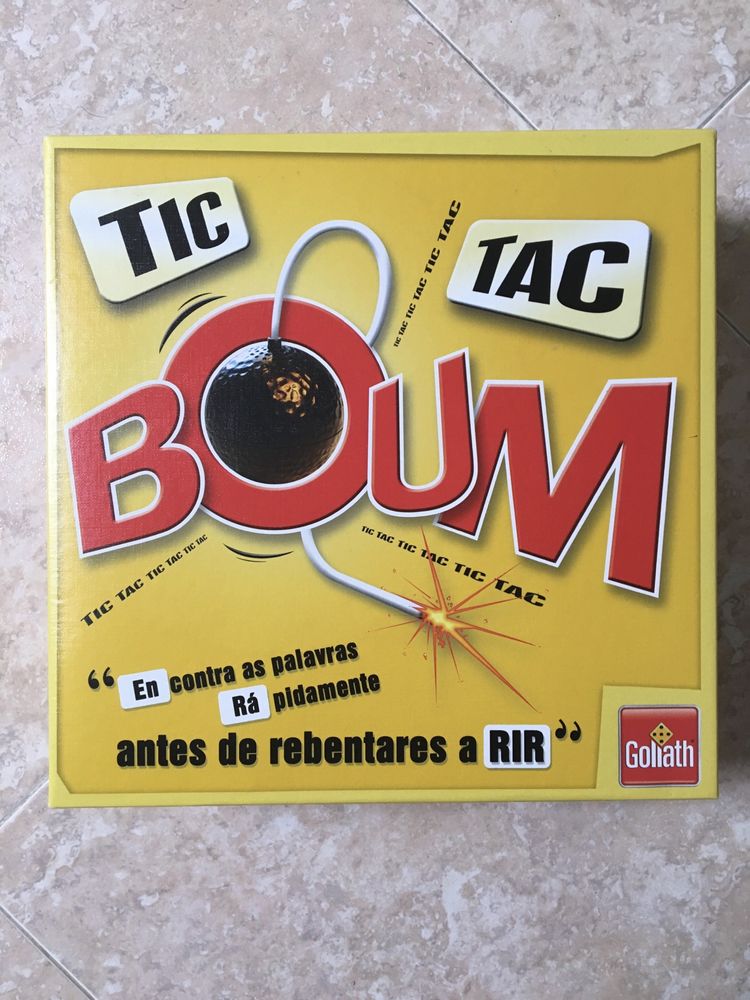 TIC
TAC
TIC TAC TIC TAC TIC TAC
BOUM
TIC TAC TIC TAC TIC TAC
TIC TAC TIC TAC TIC TAC
“ En contra as palavras
Rá pidamente
antes de rebentares a RIR ”
Goliath